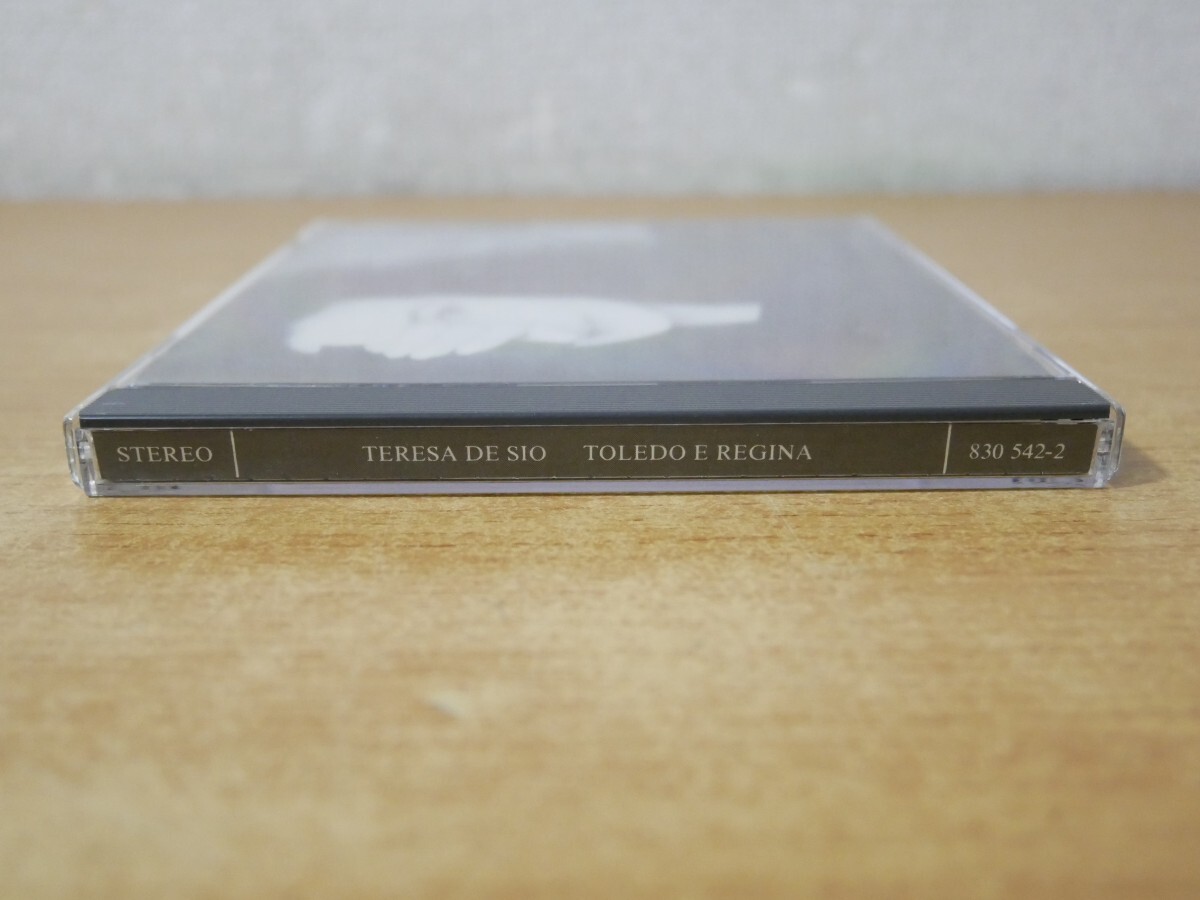 STEREO TERESA DE SIO TOLEDO E REGINA 830 542-2